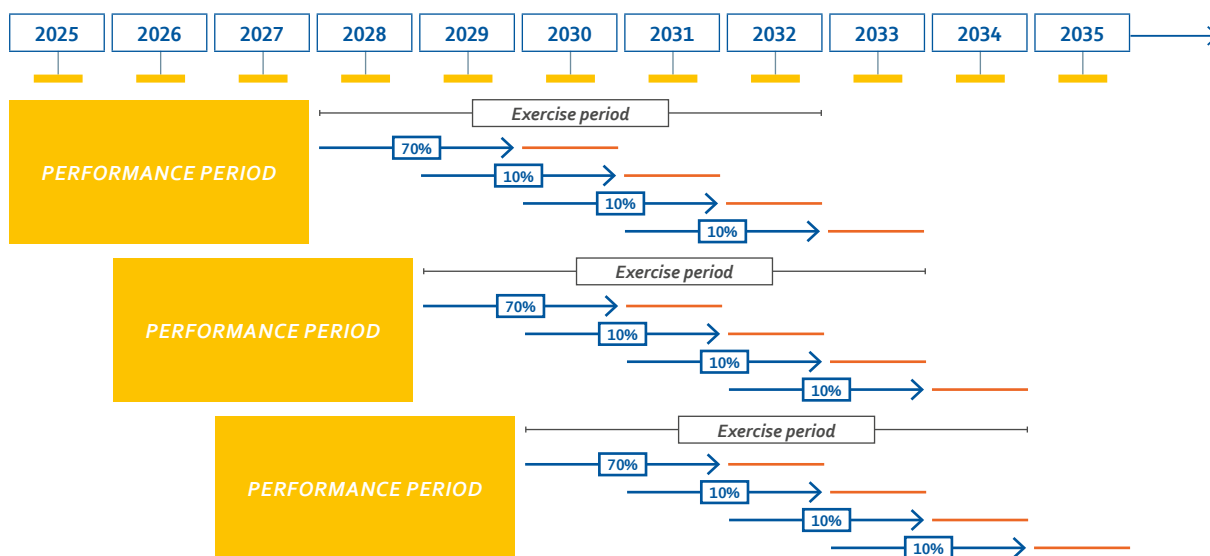 2025 2026 2027 2028 2029 2030 2031 2032 2033 2034 2035
Exercise period
70%
PERFORMANCE PERIOD
10%
10%
10%
Exercise period
70%
PERFORMANCE PERIOD
10%
10%
10%
Exercise period
70%
PERFORMANCE PERIOD
10%
10%
10%